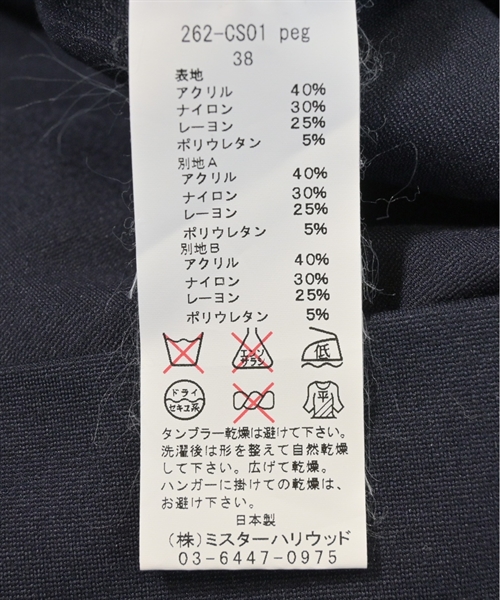 262-CS01 peg
38
表地
アクリル 40%
ナイロン 30%
レーヨン 25%
ポリウレタン 5%
別地A
アクリル 40%
ナイロン 30%
レーヨン 25%
ポリウレタン 5%
別地B
アクリル 40%
ナイロン 30%
レーヨン 25%
ポリウレタン 5%
エンソ
サラシ
低
ドライ
セキユ系
平
タンブラー乾燥は避けて下さい。
洗濯後は形を整えて自然乾燥
して下さい。広げて乾燥。
ハンガーに掛けての乾燥は、
お避け下さい。
日本製
(株)ミスターハリウッド
03-6447-0975